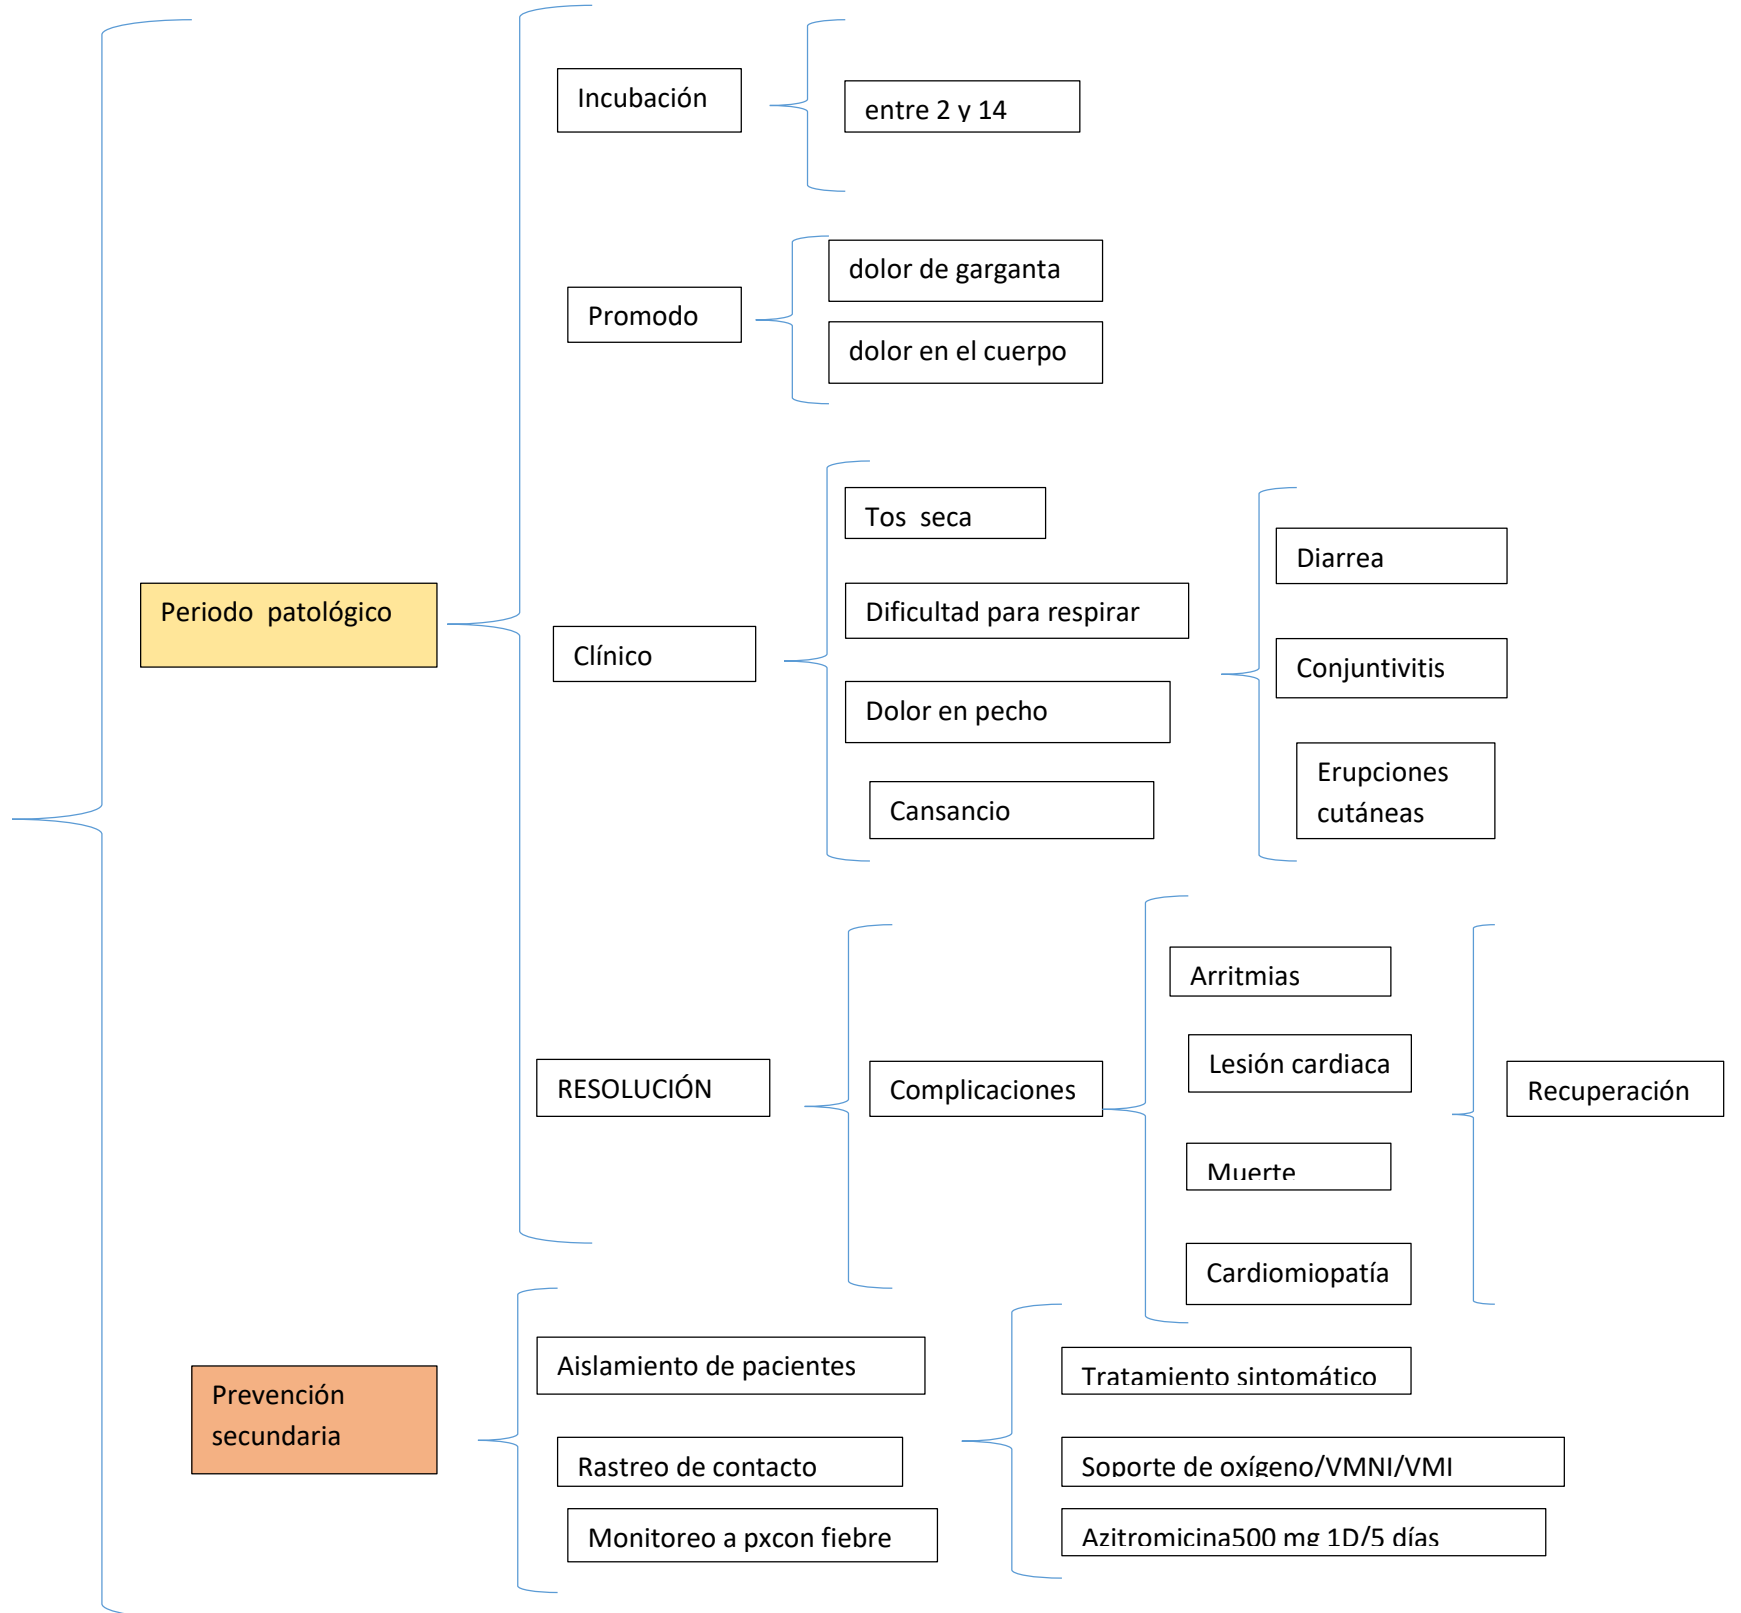 Incubación
entre 2 y 14
Promodo
dolor de garganta
dolor en el cuerpo
Periodo  patológico
Clínico
Tos  seca
Dificultad para respirar
Dolor en pecho
Cansancio
Diarrea
Conjuntivitis
Erupciones
cutáneas
RESOLUCIÓN
Complicaciones
Arritmias
Lesión cardiaca
Muerte
Cardiomiopatía
Recuperación
Prevención
secundaria
Aislamiento de pacientes
Rastreo de contacto
Monitoreo a pxcon fiebre
Tratamiento sintomático
Soporte de oxígeno/VMNI/VMI
Azitromicina500 mg 1D/5 días